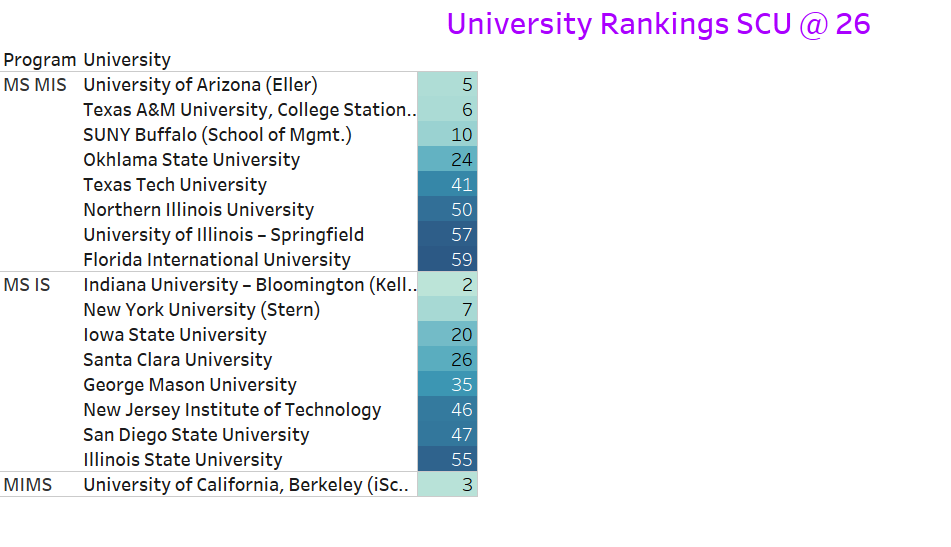 University Rankings SCU @ 26
Program University
MS MIS University of Arizona (Eller) 5
Texas A&M University, College Station.. 6
SUNY Buffalo (School of Mgmt.) 10
Okhlama State University 24
Texas Tech University 41
Northern Illinois University 50
University of Illinois – Springfield 57
Florida International University 59
MS IS Indiana University – Bloomington (Kell.. 2
New York University (Stern) 7
Iowa State University 20
Santa Clara University 26
George Mason University 35
New Jersey Institute of Technology 46
San Diego State University 47
Illinois State University 55
MIMS University of California, Berkeley (iSc.. 3